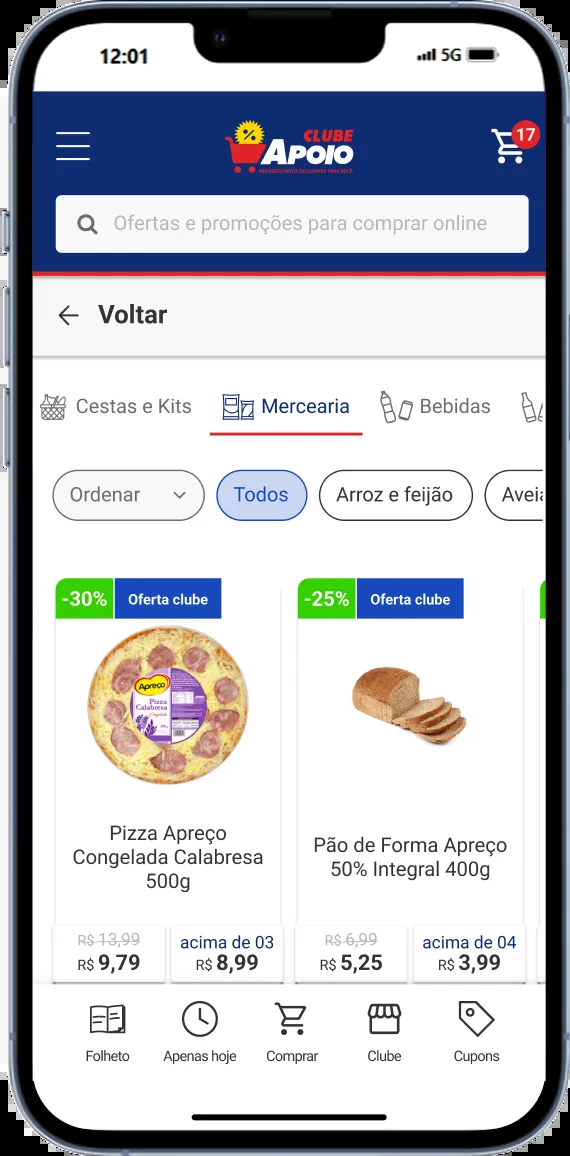 12:01
5G
CLUBE
APOIO
17
Ofertas e promoções para comprar online
Voltar
Cestas e Kits
Mercearia
Bebidas
Ordenar
Todos
Arroz e feijão
Aveia
-30%
Oferta clube
-25%
Oferta clube
Apreço
Pizza
Calabresa
Congelada
Pizza Apreço
Congelada Calabresa
500g
Pão de Forma Apreço
50% Integral 400g
R$ 13,99
R$ 9,79
acima de 03
R$ 8,99
R$ 6,99
R$ 5,25
acima de 04
R$ 3,99
Folheto
Apenas hoje
Comprar
Clube
Cupons